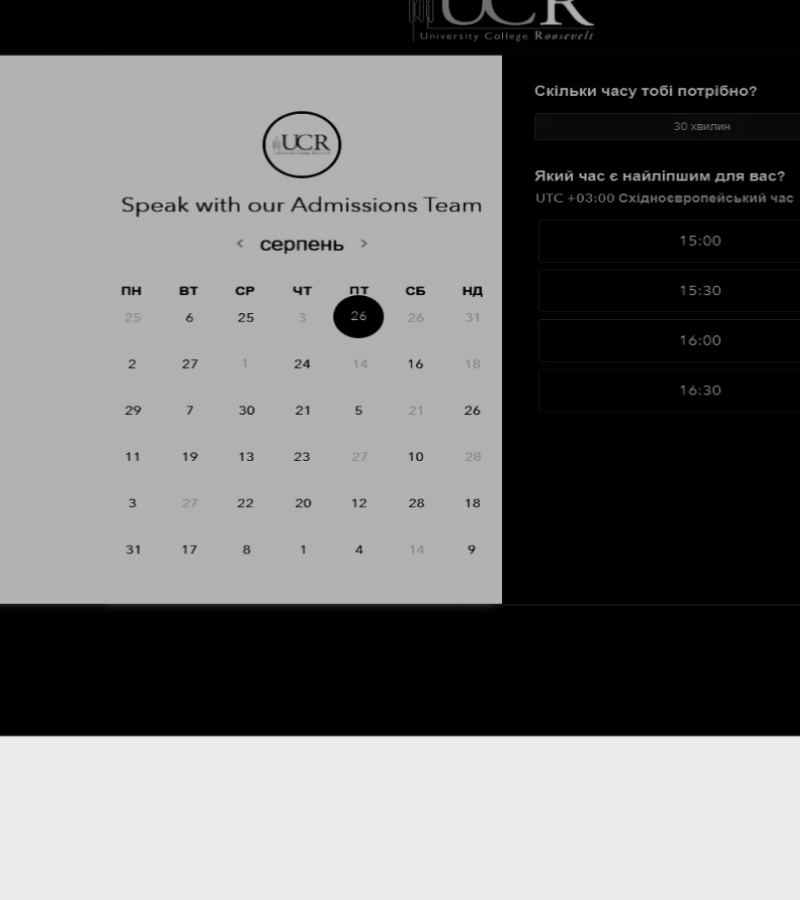 UCR
University College Roosevelt
UCR
Speak with our Admissions Team
< серпень >
ПН ВТ СР ЧТ ПТ СБ НД
25 6 25 3 26 26 31
2 27 1 24 14 16 18
29 7 30 21 5 21 26
11 19 13 23 27 10 28
3 27 22 20 12 28 18
31 17 8 1 4 14 9
Скільки часу тобі потрібно?
30 хвилин
Який час є найліпшим для вас?
UTC +03:00 Східноєвропейський час
15:00
15:30
16:00
16:30